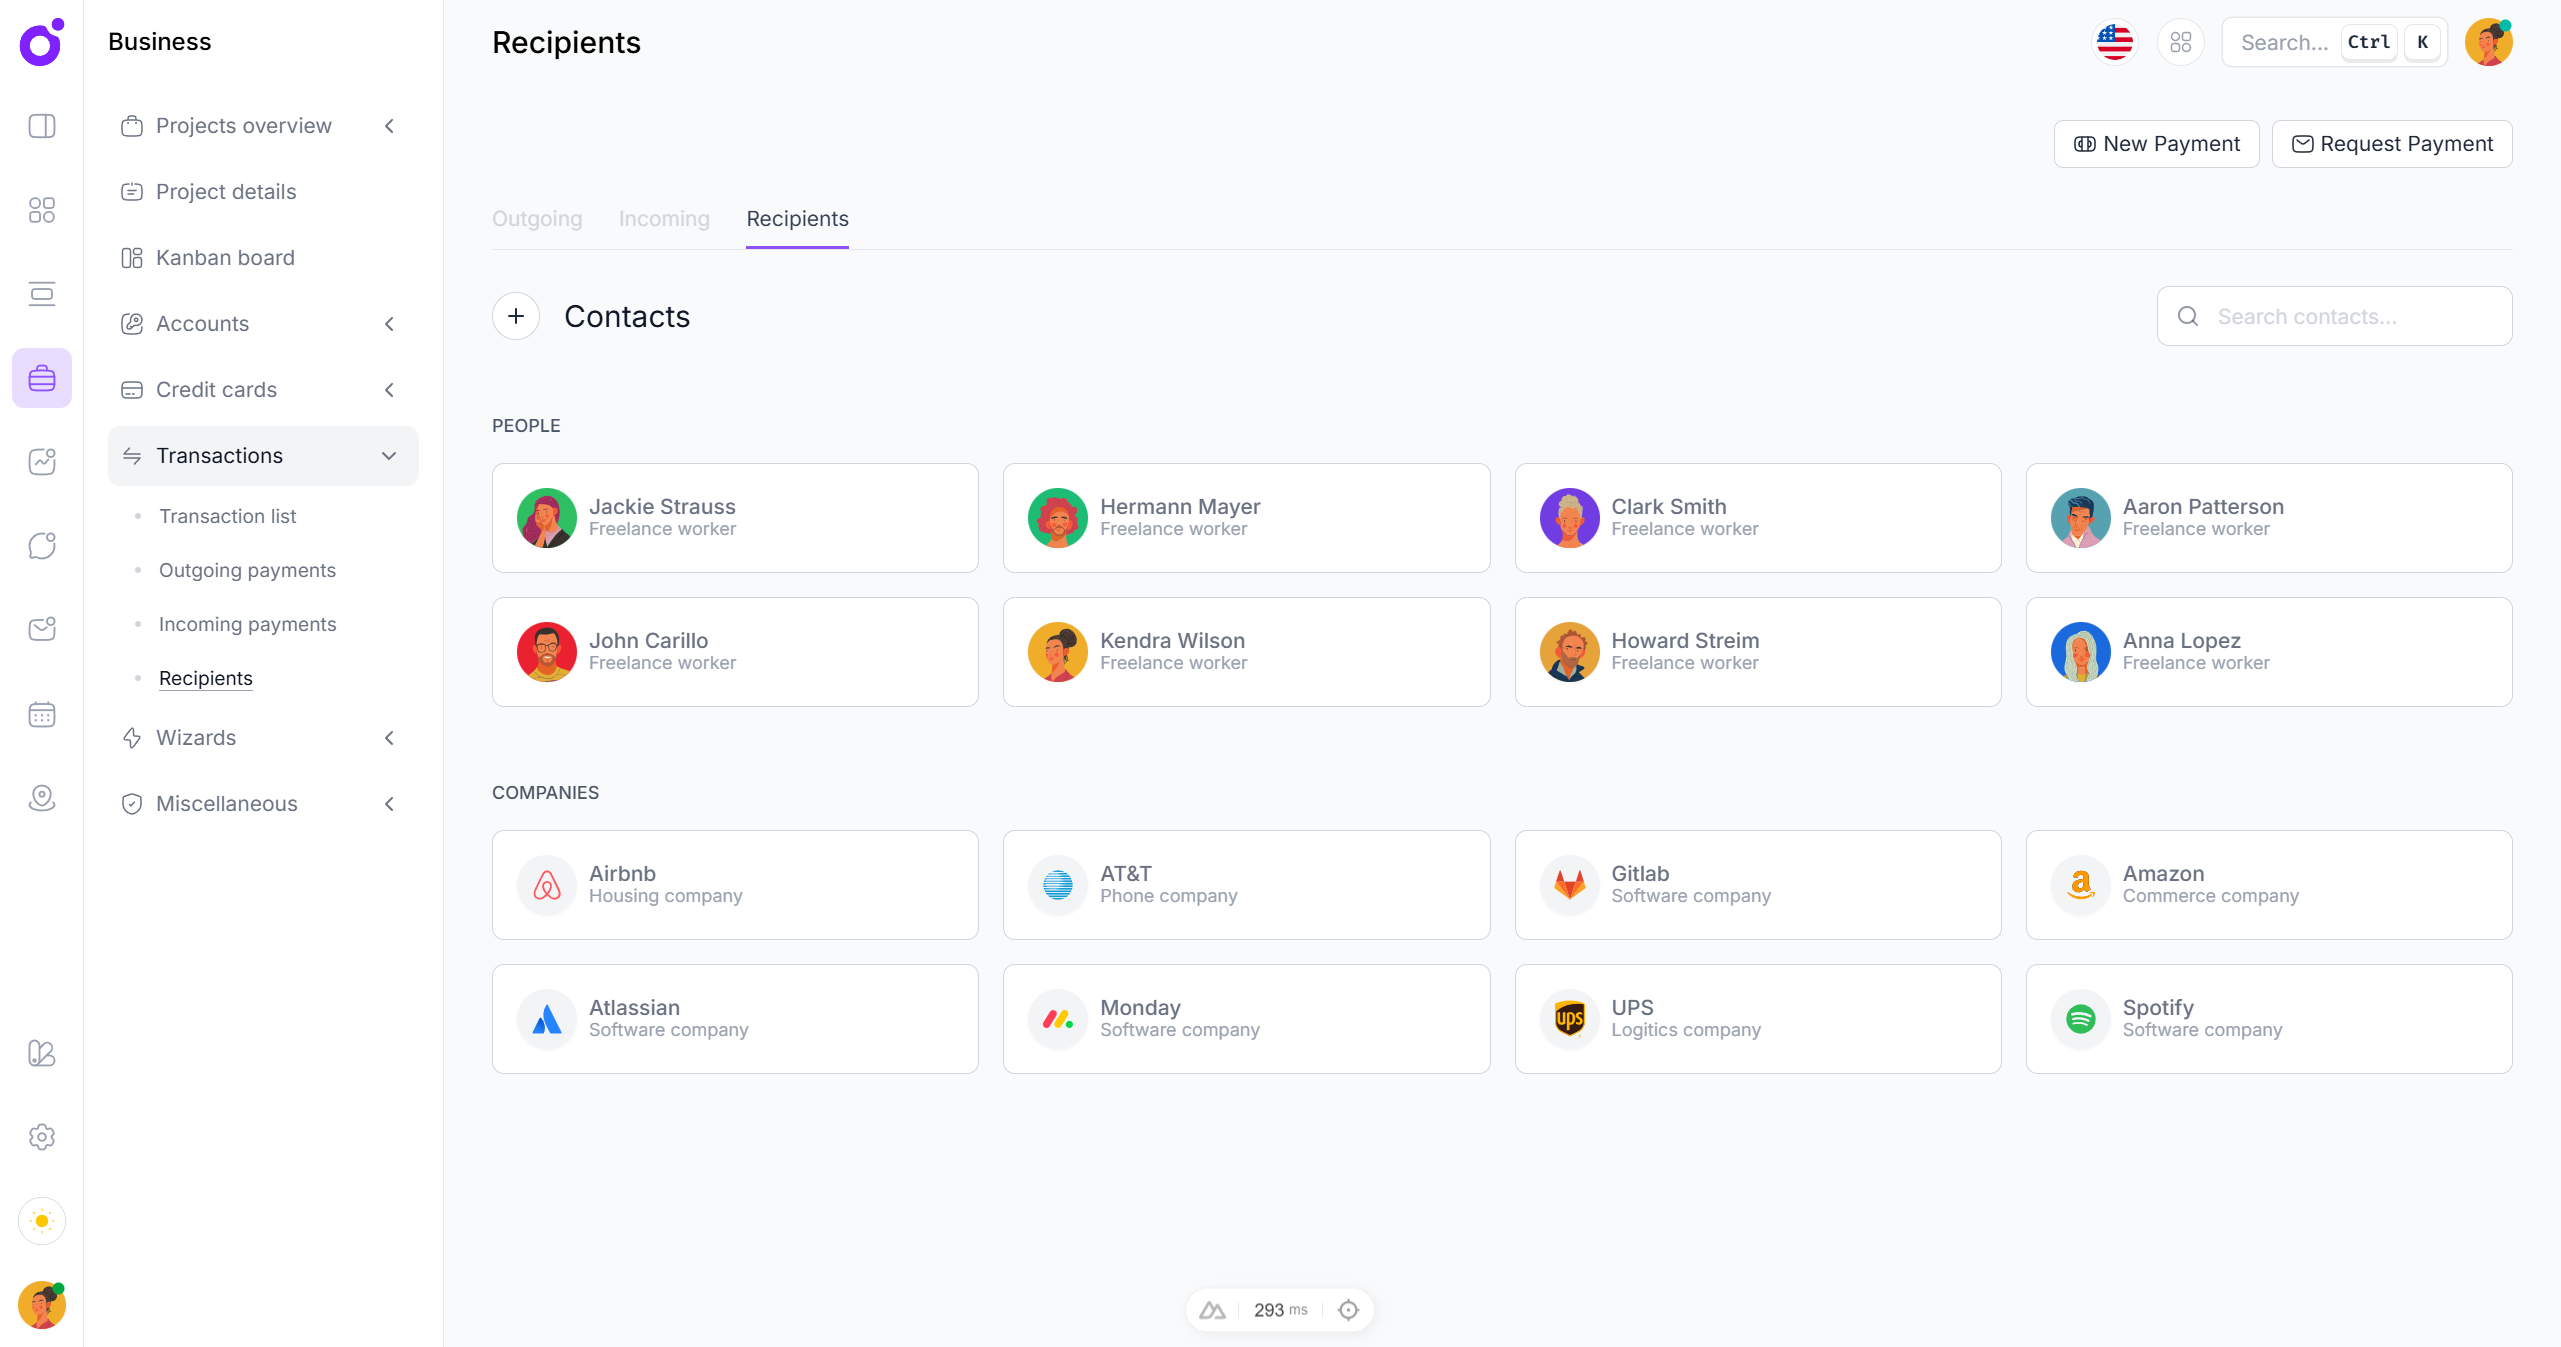 Business
Projects overview
Project details
Kanban board
Accounts
Credit cards
Transactions
Transaction list
Outgoing payments
Incoming payments
Recipients
Wizards
Miscellaneous
Recipients
Search... Ctrl K
New Payment
Request Payment
Outgoing Incoming Recipients
Contacts
Search contacts...
PEOPLE
Jackie Strauss
Freelance worker
Hermann Mayer
Freelance worker
Clark Smith
Freelance worker
Aaron Patterson
Freelance worker
John Carillo
Freelance worker
Kendra Wilson
Freelance worker
Howard Streim
Freelance worker
Anna Lopez
Freelance worker
COMPANIES
Airbnb
Housing company
AT&T
Phone company
Gitlab
Software company
Amazon
Commerce company
Atlassian
Software company
Monday
Software company
ups
UPS
Logitics company
Spotify
Software company
293 ms